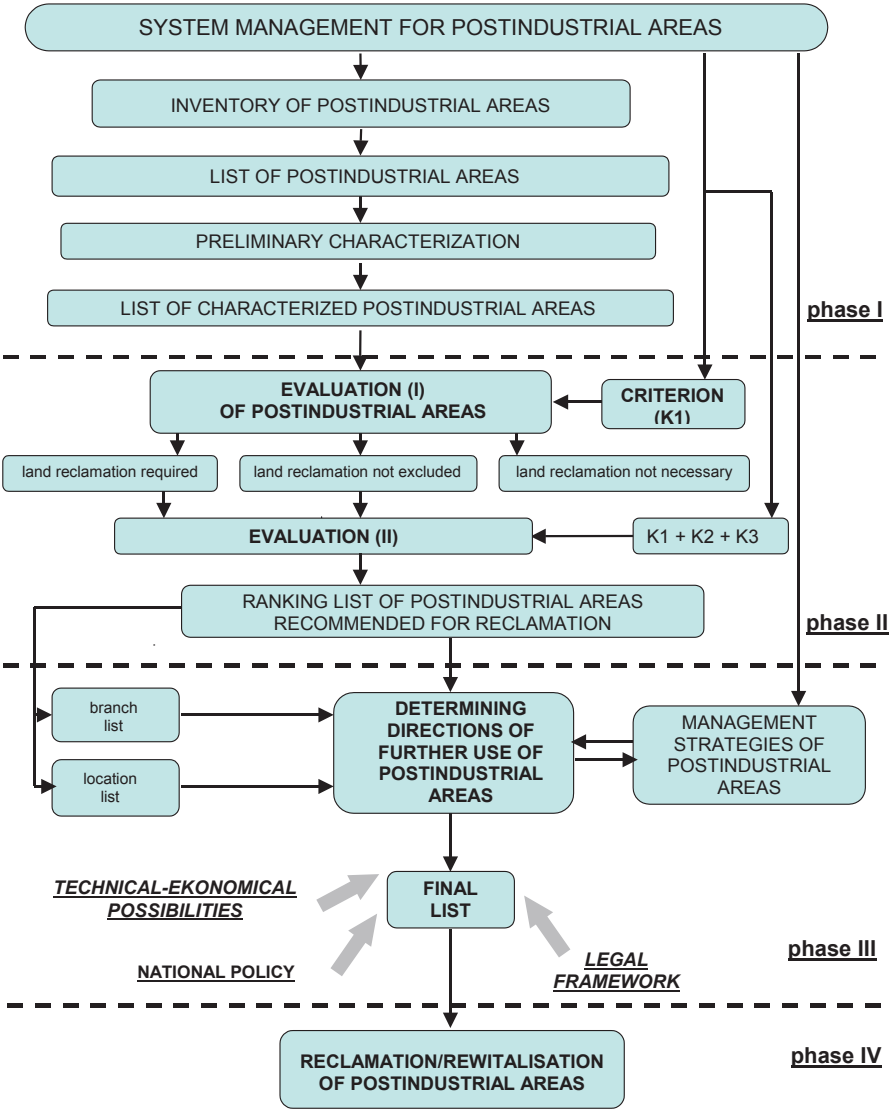 SYSTEM MANAGEMENT FOR POSTINDUSTRIAL AREAS
INVENTORY OF POSTINDUSTRIAL AREAS
LIST OF POSTINDUSTRIAL AREAS
PRELIMINARY CHARACTERIZATION
LIST OF CHARACTERIZED POSTINDUSTRIAL AREAS
phase I
EVALUATION (I)
OF POSTINDUSTRIAL AREAS
CRITERION
(K1)
land reclamation required
land reclamation not excluded
land reclamation not necessary
EVALUATION (II)
K1 + K2 + K3
RANKING LIST OF POSTINDUSTRIAL AREAS
RECOMMENDED FOR RECLAMATION
phase II
branch
list
location
list
DETERMINING
DIRECTIONS OF
FURTHER USE OF
POSTINDUSTRIAL
AREAS
MANAGEMENT
STRATEGIES OF
POSTINDUSTRIAL
AREAS
TECHNICAL-EKONOMICAL
POSSIBILITIES
FINAL
LIST
NATIONAL POLICY
LEGAL
FRAMEWORK
phase III
RECLAMATION/REWITALISATION
OF POSTINDUSTRIAL AREAS
phase IV